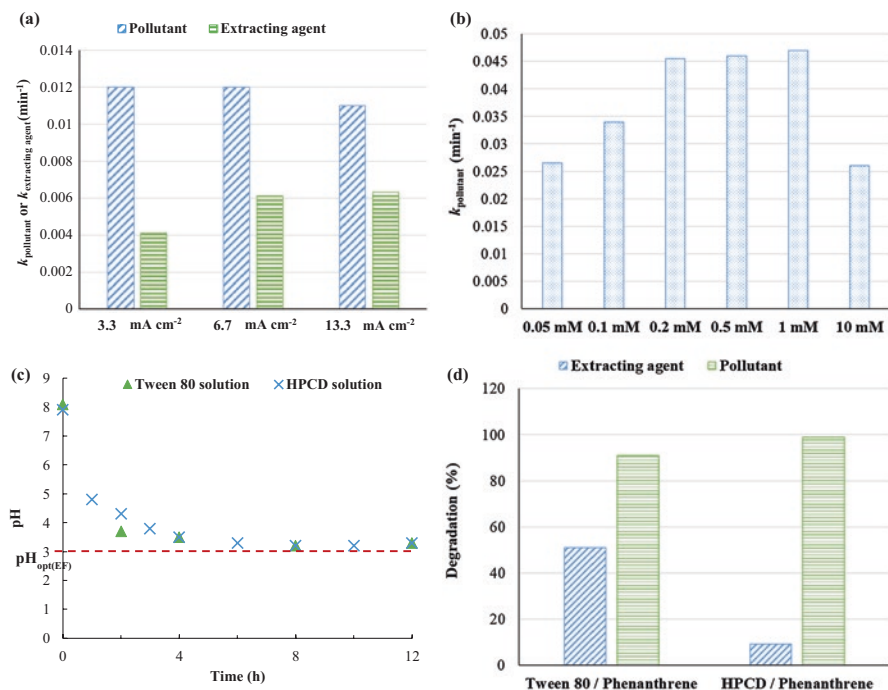 (a)
Pollutant
Extracting agent
k pollutant or k extracting agent (min⁻¹)
0.014
0.012
0.01
0.008
0.006
0.004
0.002
0
3.3 mA cm⁻² 6.7 mA cm⁻² 13.3 mA cm⁻²
(b)
k pollutant (min⁻¹)
0.05
0.045
0.04
0.035
0.03
0.025
0.02
0.015
0.01
0.005
0
0.05 mM 0.1 mM 0.2 mM 0.5 mM 1 mM 10 mM
(c)
Tween 80 solution
HPCD solution
pH
9
8
7
6
5
4
3
2
1
0
pHopt(EF)
0 4 8 12
Time (h)
(d)
Extracting agent
Pollutant
Degradation (%)
120
100
80
60
40
20
0
Tween 80 / Phenanthrene HPCD / Phenanthrene